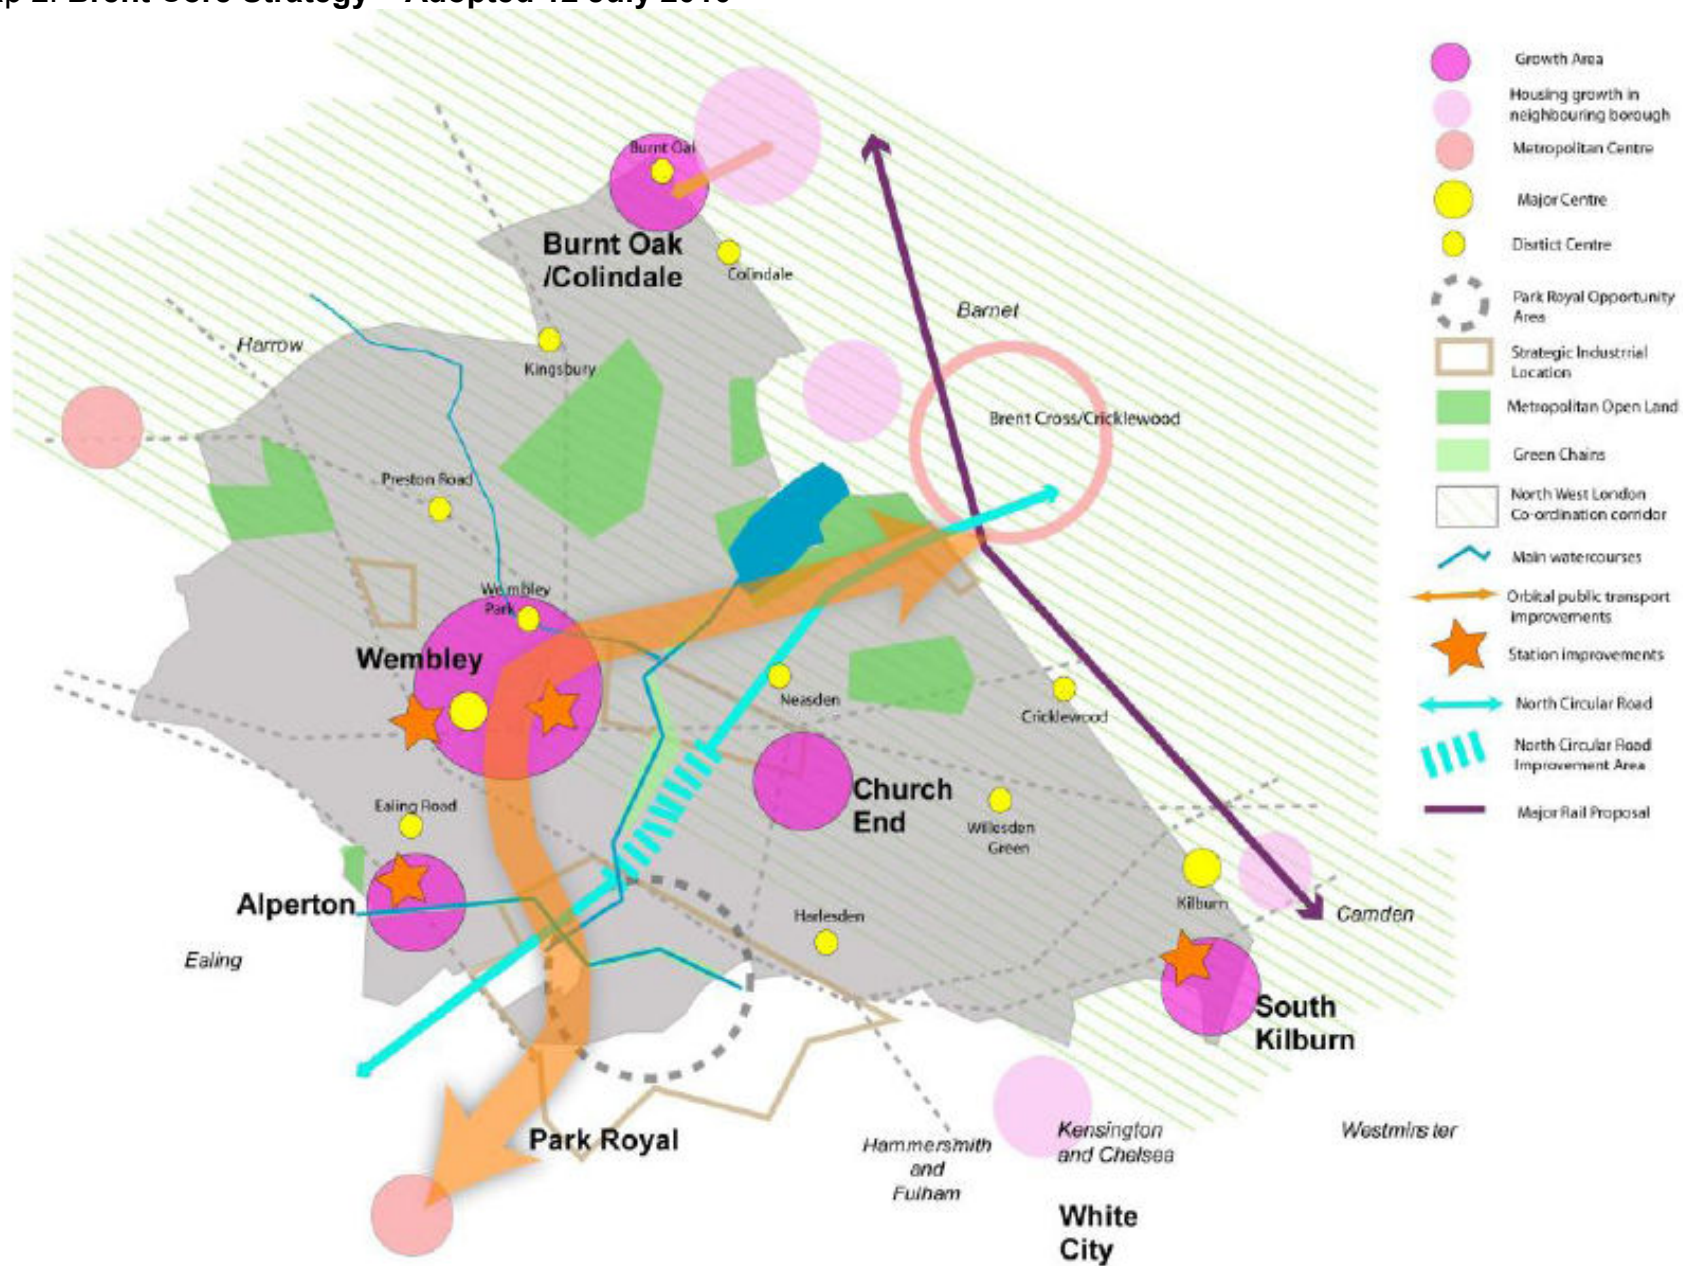 Brent Core Strategy – Adopted 12 July 2010
Burnt Oak
Burnt Oak
/Colindale
Colindale
Barnet
Harrow
Kingsbury
Brent Cross/Cricklewood
Preston Road
Wembley
Park
Wembley
Neasden
Cricklewood
Ealing Road
Church
End
Willesden
Green
Alperton
Kilburn
Harlesden
Camden
Ealing
South
Kilburn
Park Royal
Hammersmith
and
Fulham
Kensington
and Chelsea
Westminster
White
City
Growth Area
Housing growth in
neighbouring borough
Metropolitan Centre
Major Centre
Disrtict Centre
Park Royal Opportunity
Area
Strategic Industrrial
Location
Metropolitan Open Land
Green Chains
North West London
Co-ordination corridor
Main watercourses
Orbital public transport
improvements
Station improvements
North Circular Road
North Circular Road
Improvement Area
Major Rail Proposal